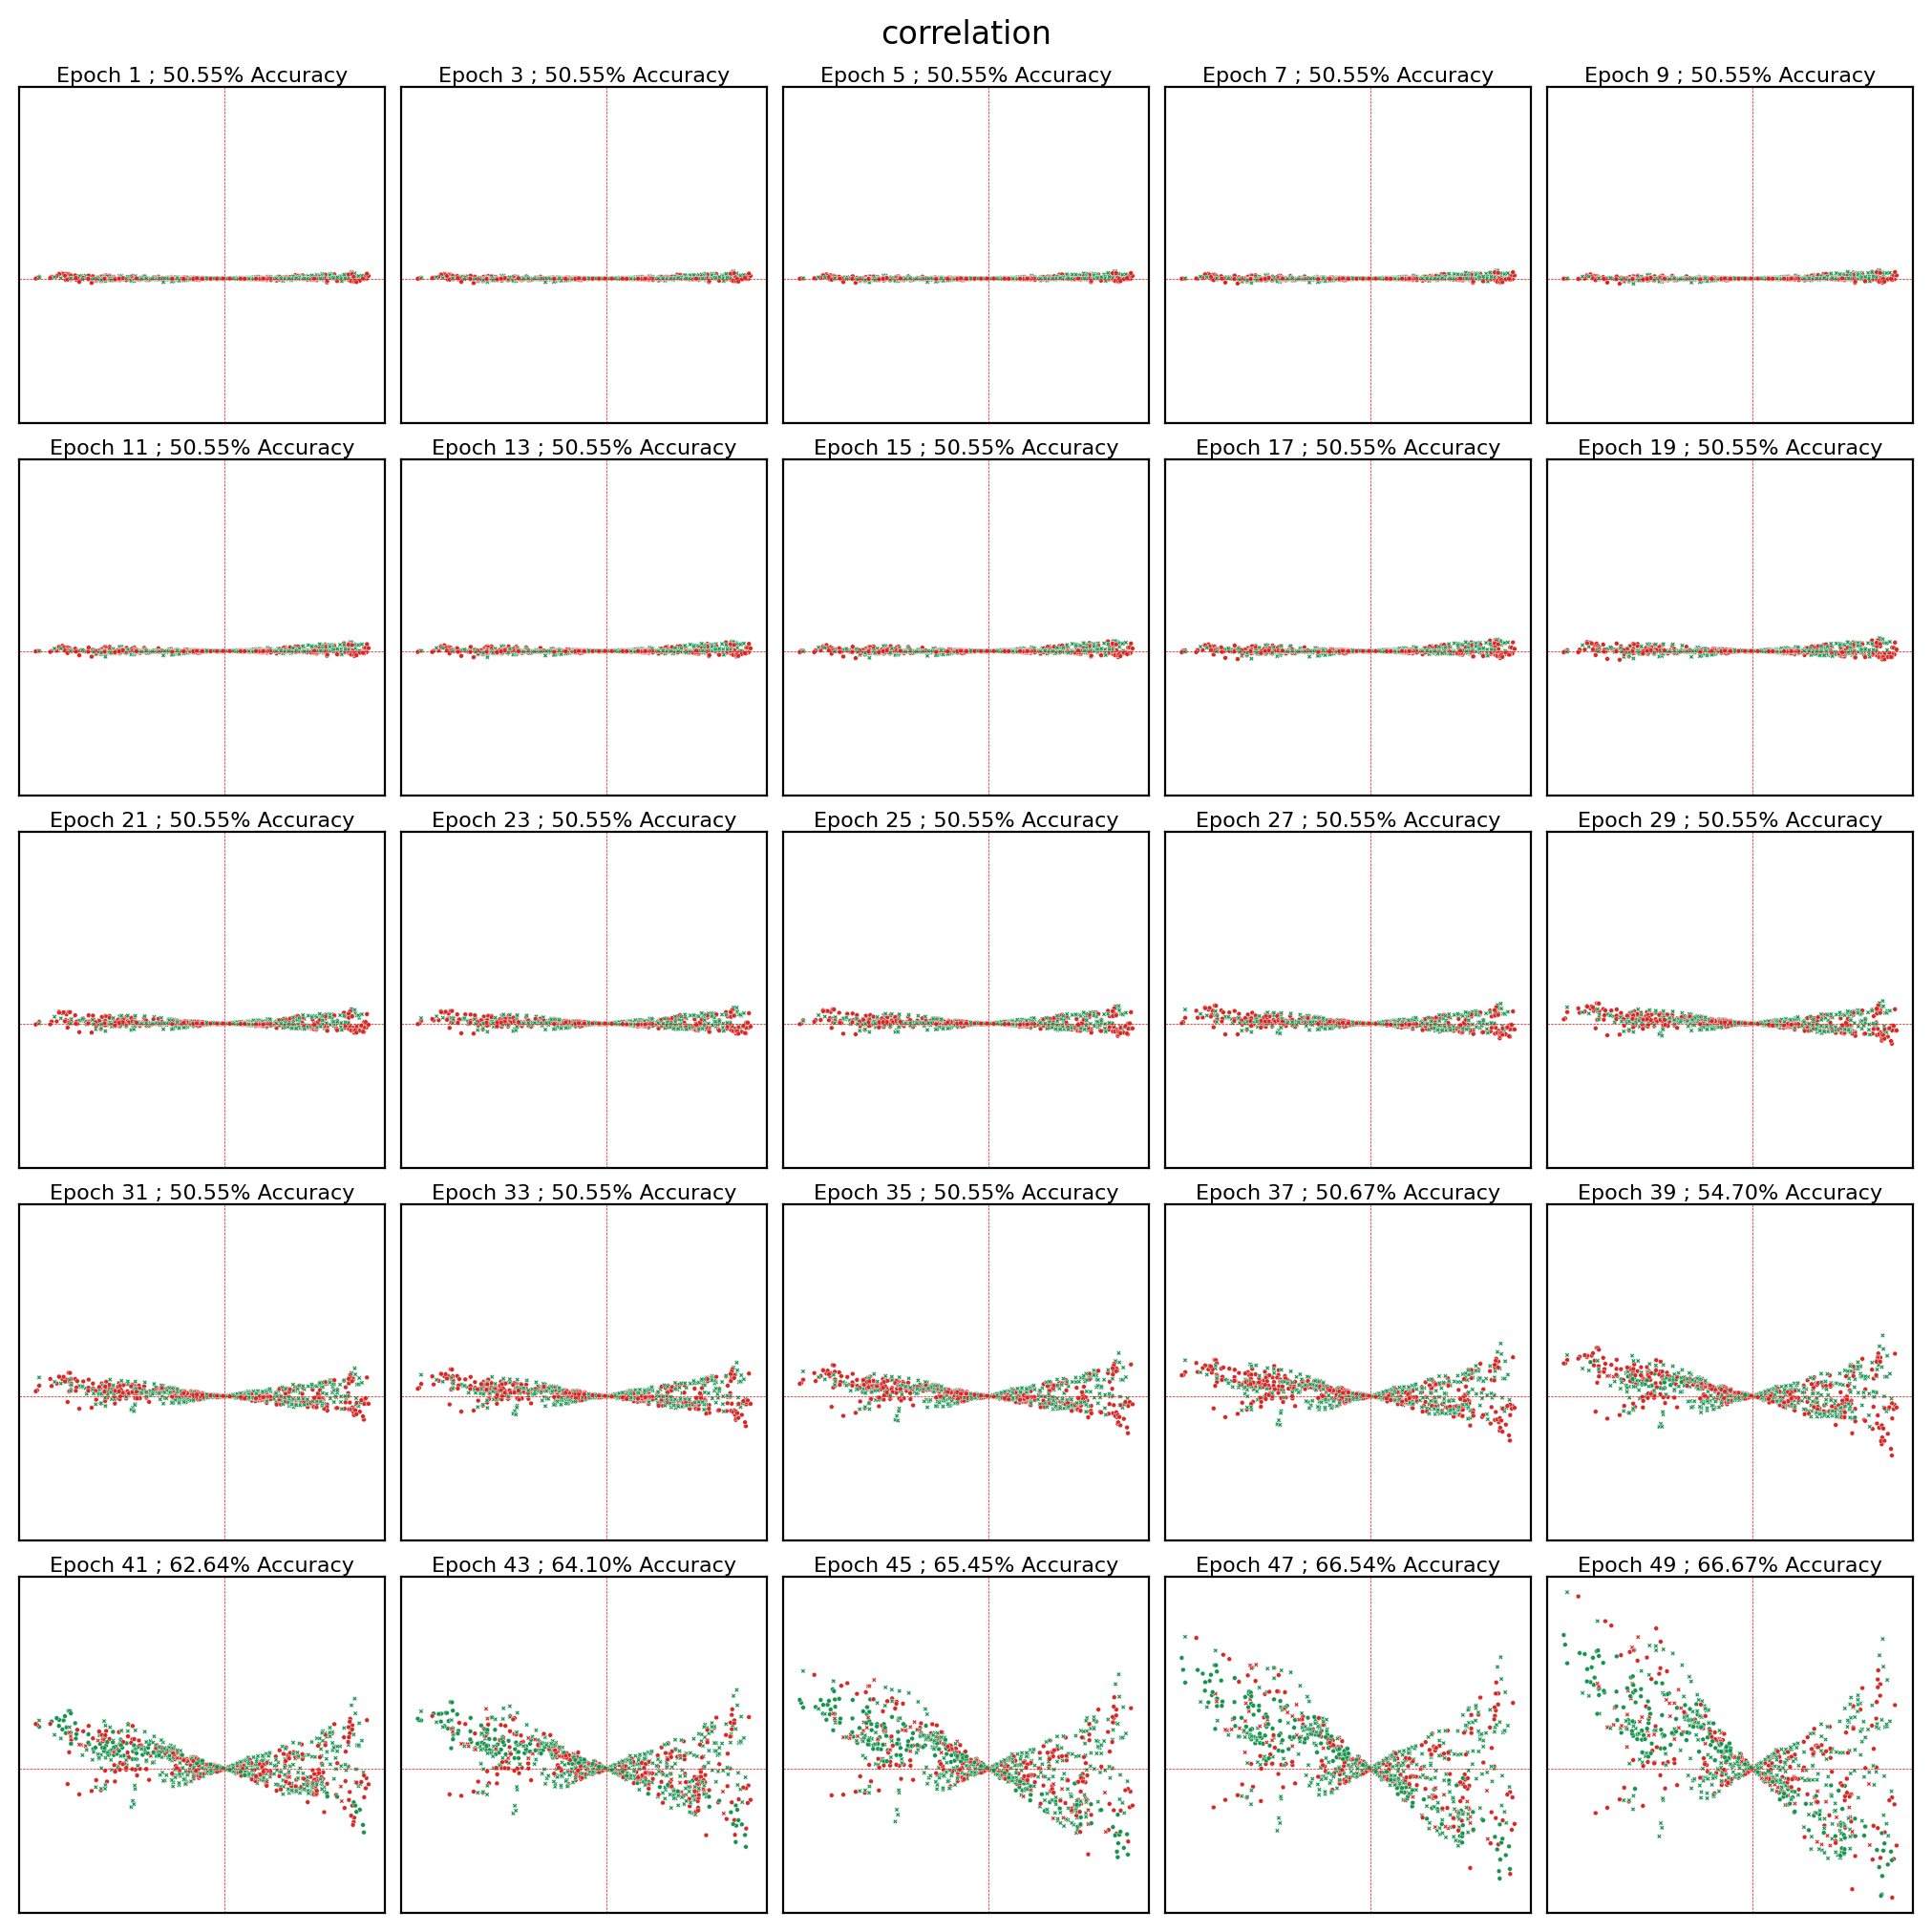 correlation
Epoch 1 ; 50.55% Accuracy
Epoch 3 ; 50.55% Accuracy
Epoch 5 ; 50.55% Accuracy
Epoch 7 ; 50.55% Accuracy
Epoch 9 ; 50.55% Accuracy
Epoch 11 ; 50.55% Accuracy
Epoch 13 ; 50.55% Accuracy
Epoch 15 ; 50.55% Accuracy
Epoch 17 ; 50.55% Accuracy
Epoch 19 ; 50.55% Accuracy
Epoch 21 ; 50.55% Accuracy
Epoch 23 ; 50.55% Accuracy
Epoch 25 ; 50.55% Accuracy
Epoch 27 ; 50.55% Accuracy
Epoch 29 ; 50.55% Accuracy
Epoch 31 ; 50.55% Accuracy
Epoch 33 ; 50.55% Accuracy
Epoch 35 ; 50.55% Accuracy
Epoch 37 ; 50.67% Accuracy
Epoch 39 ; 54.70% Accuracy
Epoch 41 ; 62.64% Accuracy
Epoch 43 ; 64.10% Accuracy
Epoch 45 ; 65.45% Accuracy
Epoch 47 ; 66.54% Accuracy
Epoch 49 ; 66.67% Accuracy